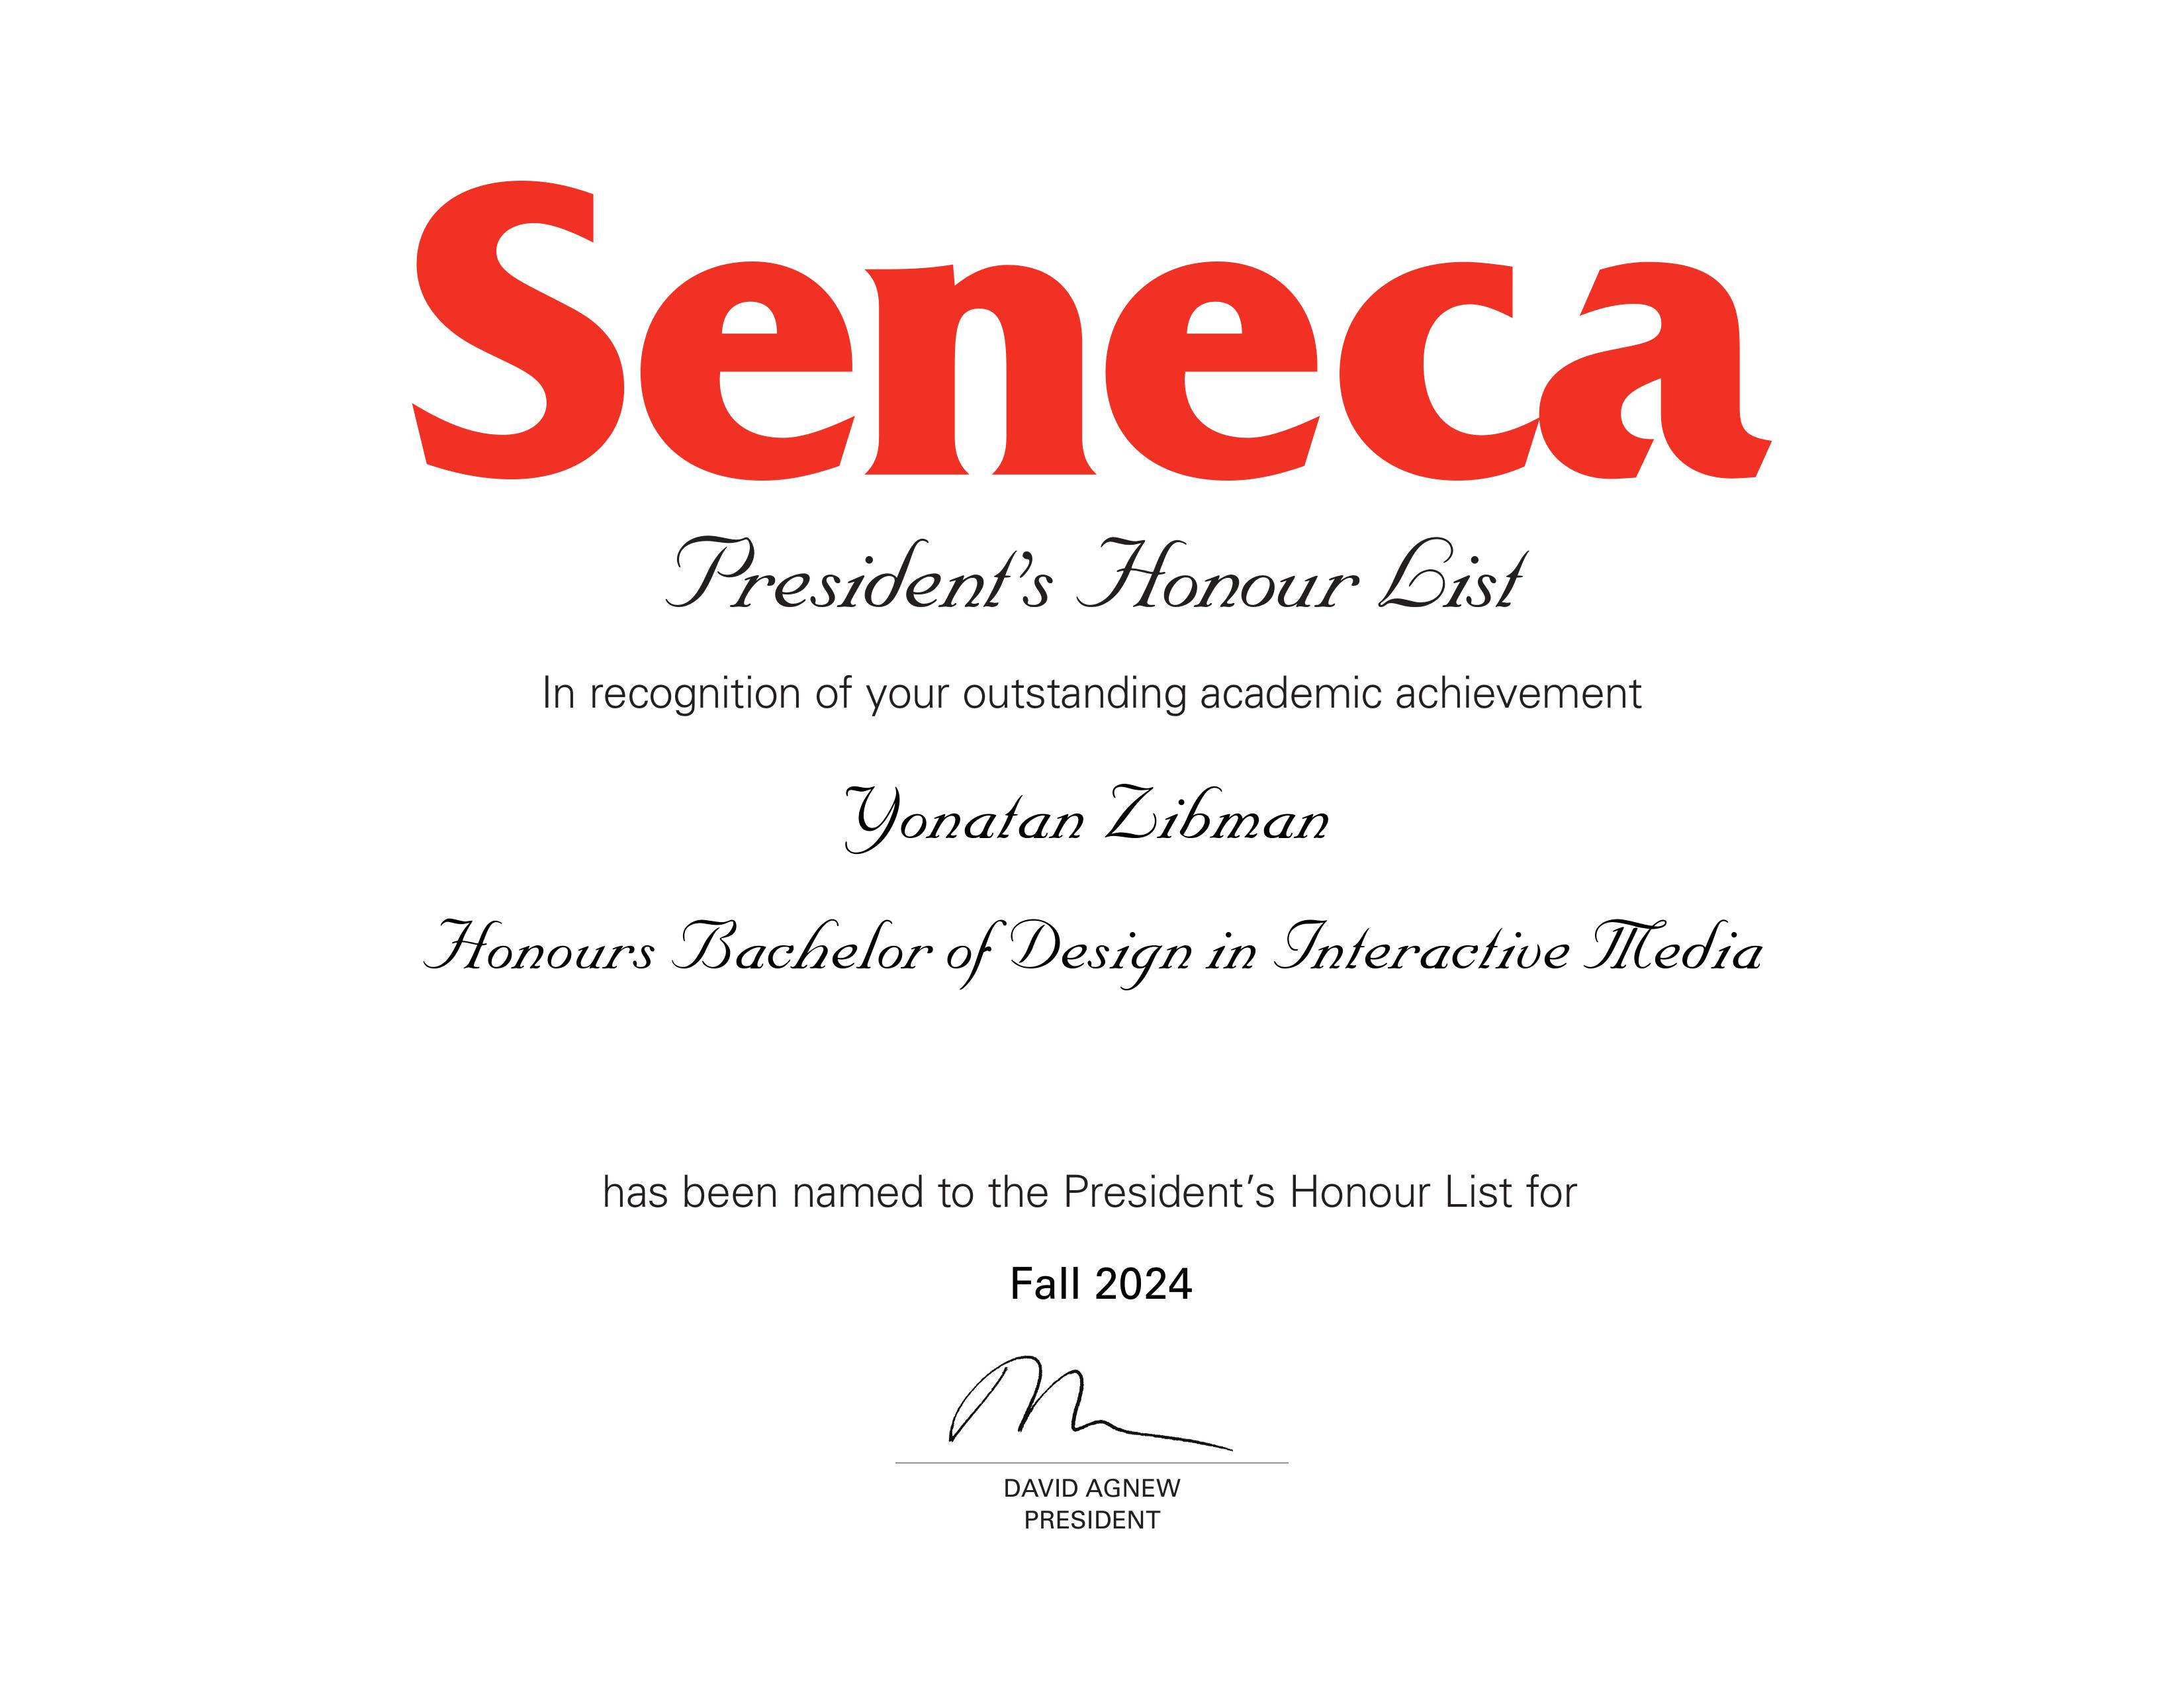 Seneca
President’s Honour List
In recognition of your outstanding academic achievement
Yonatan Zibman
Honours Bachelor of Design in Interactive Media
has been named to the President’s Honour List for
Fall 2024
DAVID AGNEW
PRESIDENT